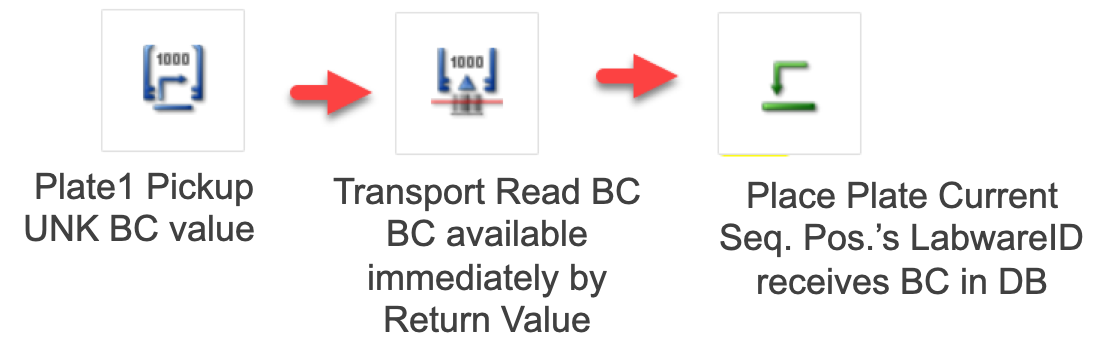 1000
Plate1 Pickup
UNK BC value
1000
Transport Read BC
BC available
immediately by
Return Value
Place Plate Current
Seq. Pos.’s LabwareID
receives BC in DB